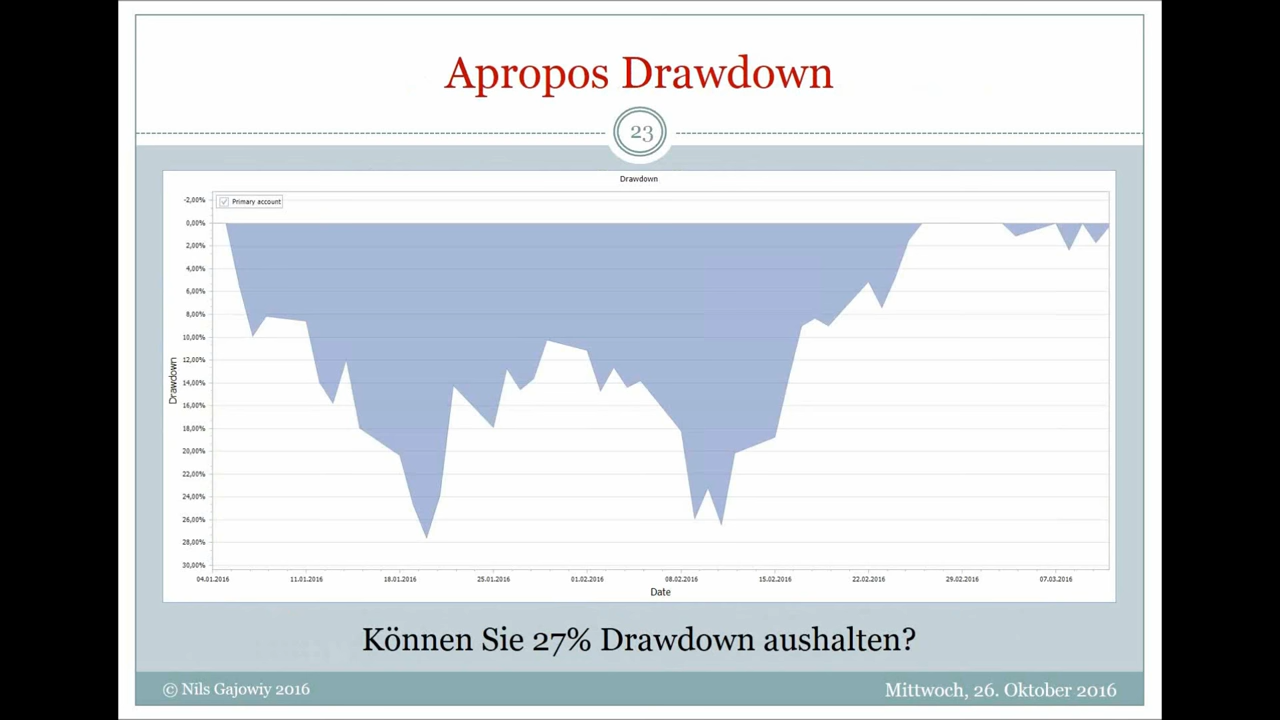 Apropos Drawdown
23
Drawdown
Primary account
-2,00%
0,00%
2,00%
4,00%
6,00%
8,00%
10,00%
12,00%
14,00%
16,00%
18,00%
20,00%
22,00%
24,00%
26,00%
28,00%
30,00%
Drawdown
04.01.2016 11.01.2016 18.01.2016 25.01.2016 01.02.2016 08.02.2016 15.02.2016 22.02.2016 29.02.2016 07.03.2016
Date
Können Sie 27% Drawdown aushalten?
© Nils Gajowiy 2016
Mittwoch, 26. Oktober 2016